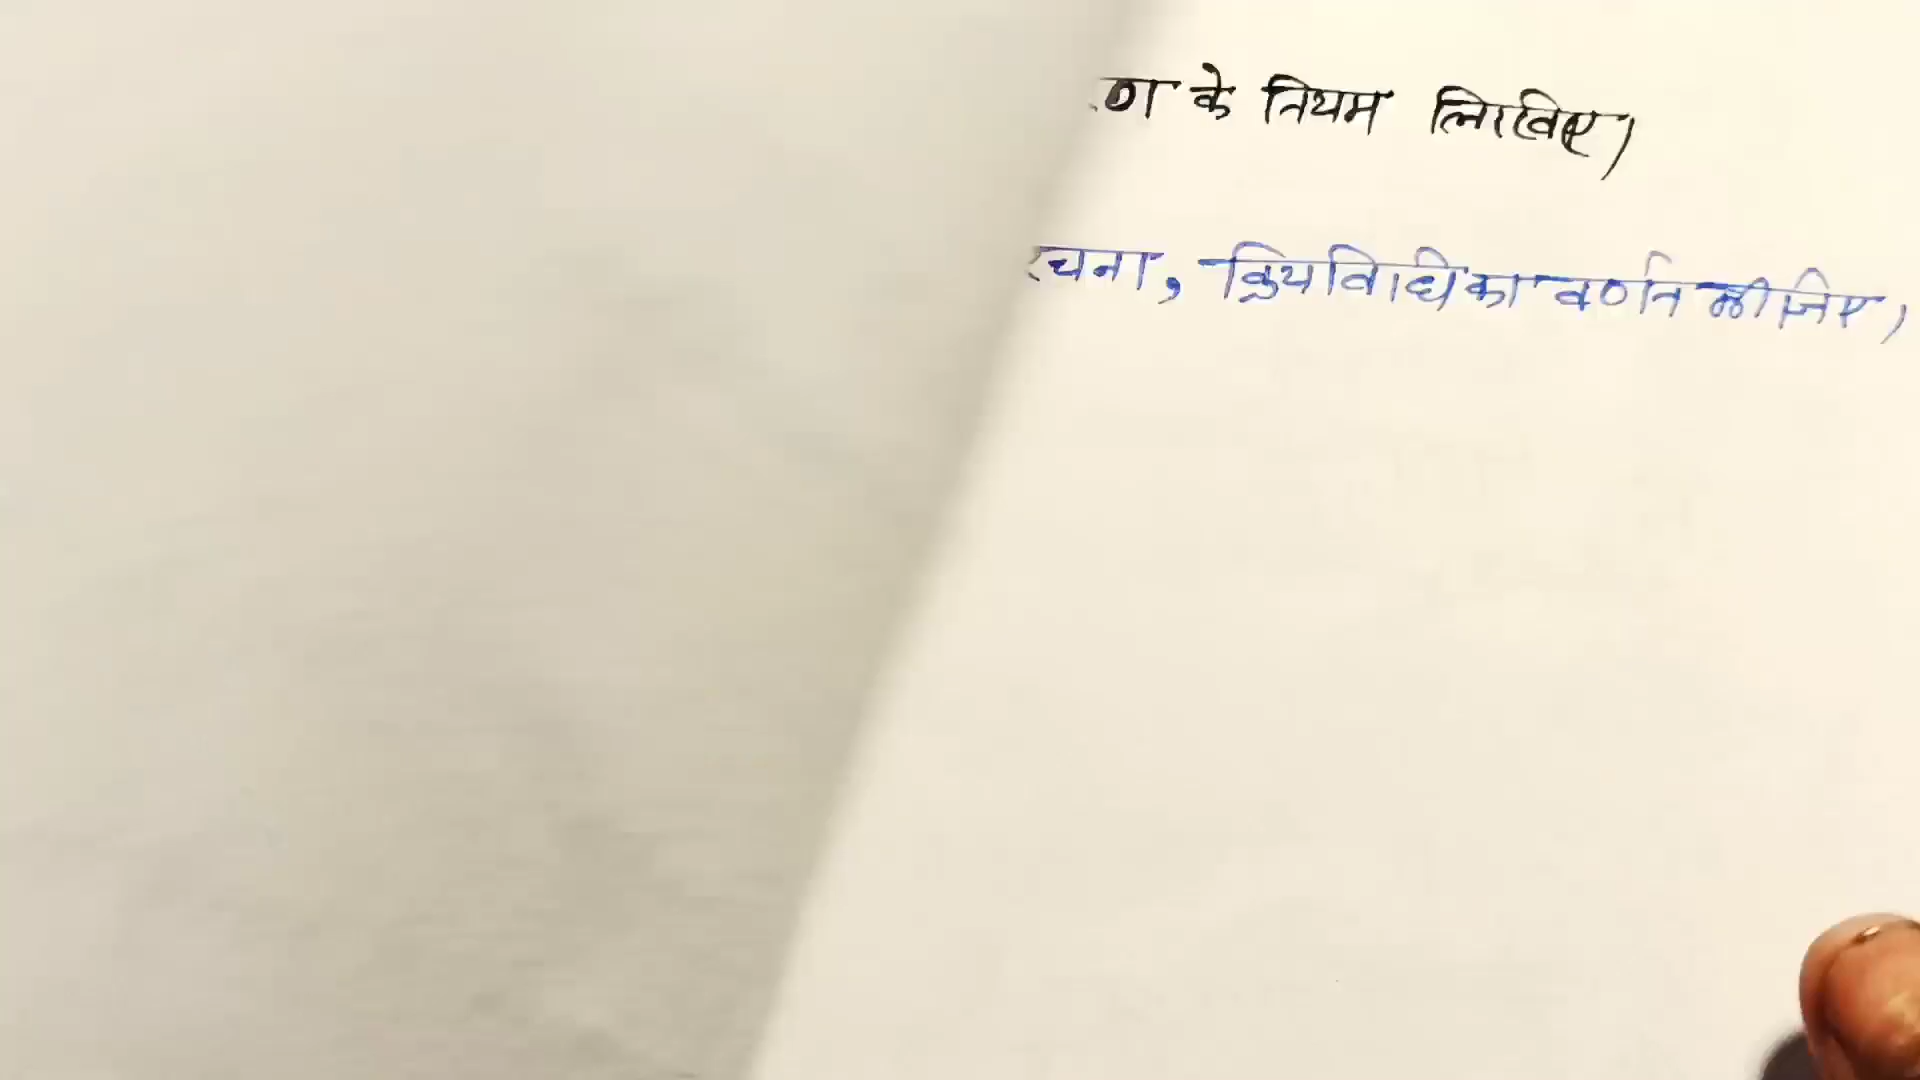 ण के नियम लिखिए।
रचना, क्रियविधि का वर्णन कीजिए।